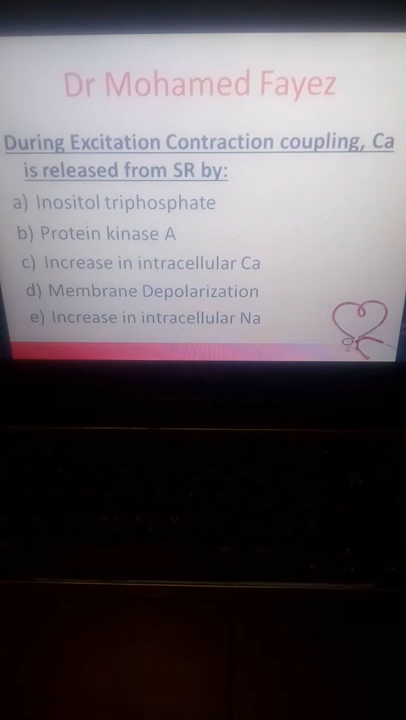 Dr Mohamed Fayez
During Excitation Contraction coupling, Ca
is released from SR by:
a) Inositol triphosphate
b) Protein kinase A
c) Increase in intracellular Ca
d) Membrane Depolarization
e) Increase in intracellular Na